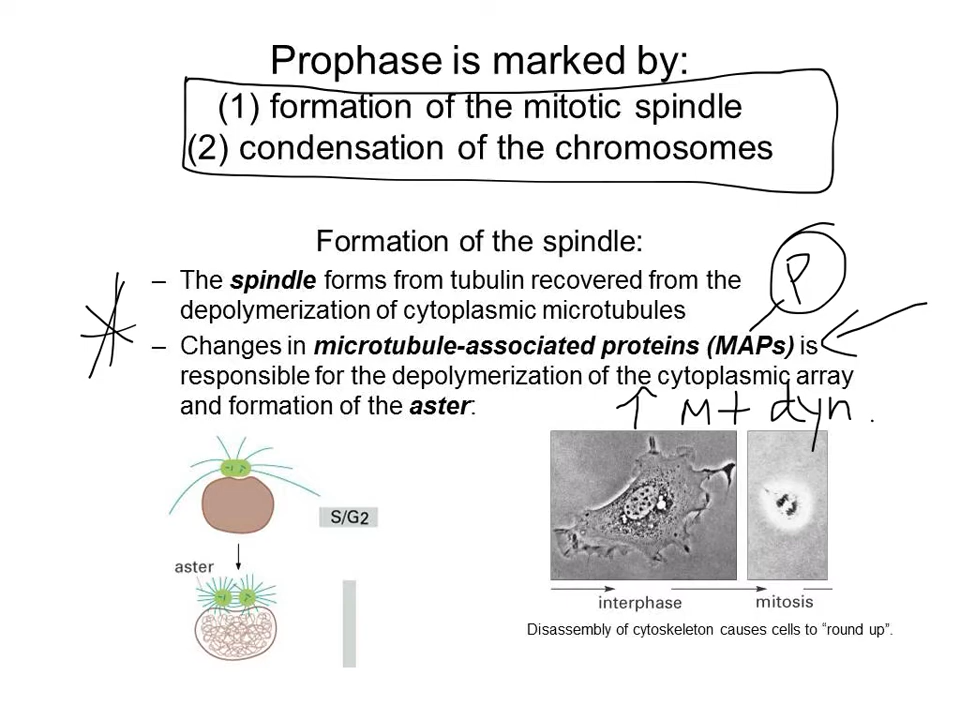 Prophase is marked by:
(1) formation of the mitotic spindle
(2) condensation of the chromosomes
Formation of the spindle:
– The spindle forms from tubulin recovered from the
depolymerization of cytoplasmic microtubules
P
– Changes in microtubule-associated proteins (MAPs) is
responsible for the depolymerization of the cytoplasmic array
and formation of the aster:
↑ MT dyn.
S/G2
aster
interphase
mitosis
Disassembly of cytoskeleton causes cells to “round up”.